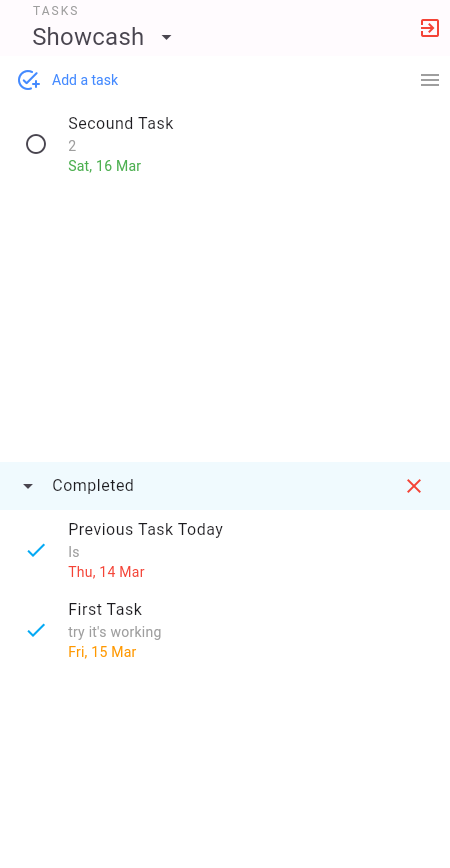 TASKS
Showcash
Add a task
Secound Task
2
Sat, 16 Mar
Completed
Previous Task Today
Is
Thu, 14 Mar
First Task
try it's working
Fri, 15 Mar